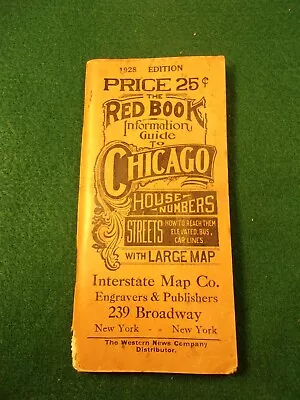 1928 EDITION
PRICE 25¢
THE
RED BOOK
Information
Guide
TO
CHICAGO
HOUSE
NUMBERS
STREETS HOW TO REACH THEM
ELEVATED, BUS,
CAR LINES
WITH LARGE MAP
Interstate Map Co.
Engravers & Publishers
239 Broadway
New York - - New York
The Western News Company
Distributor.